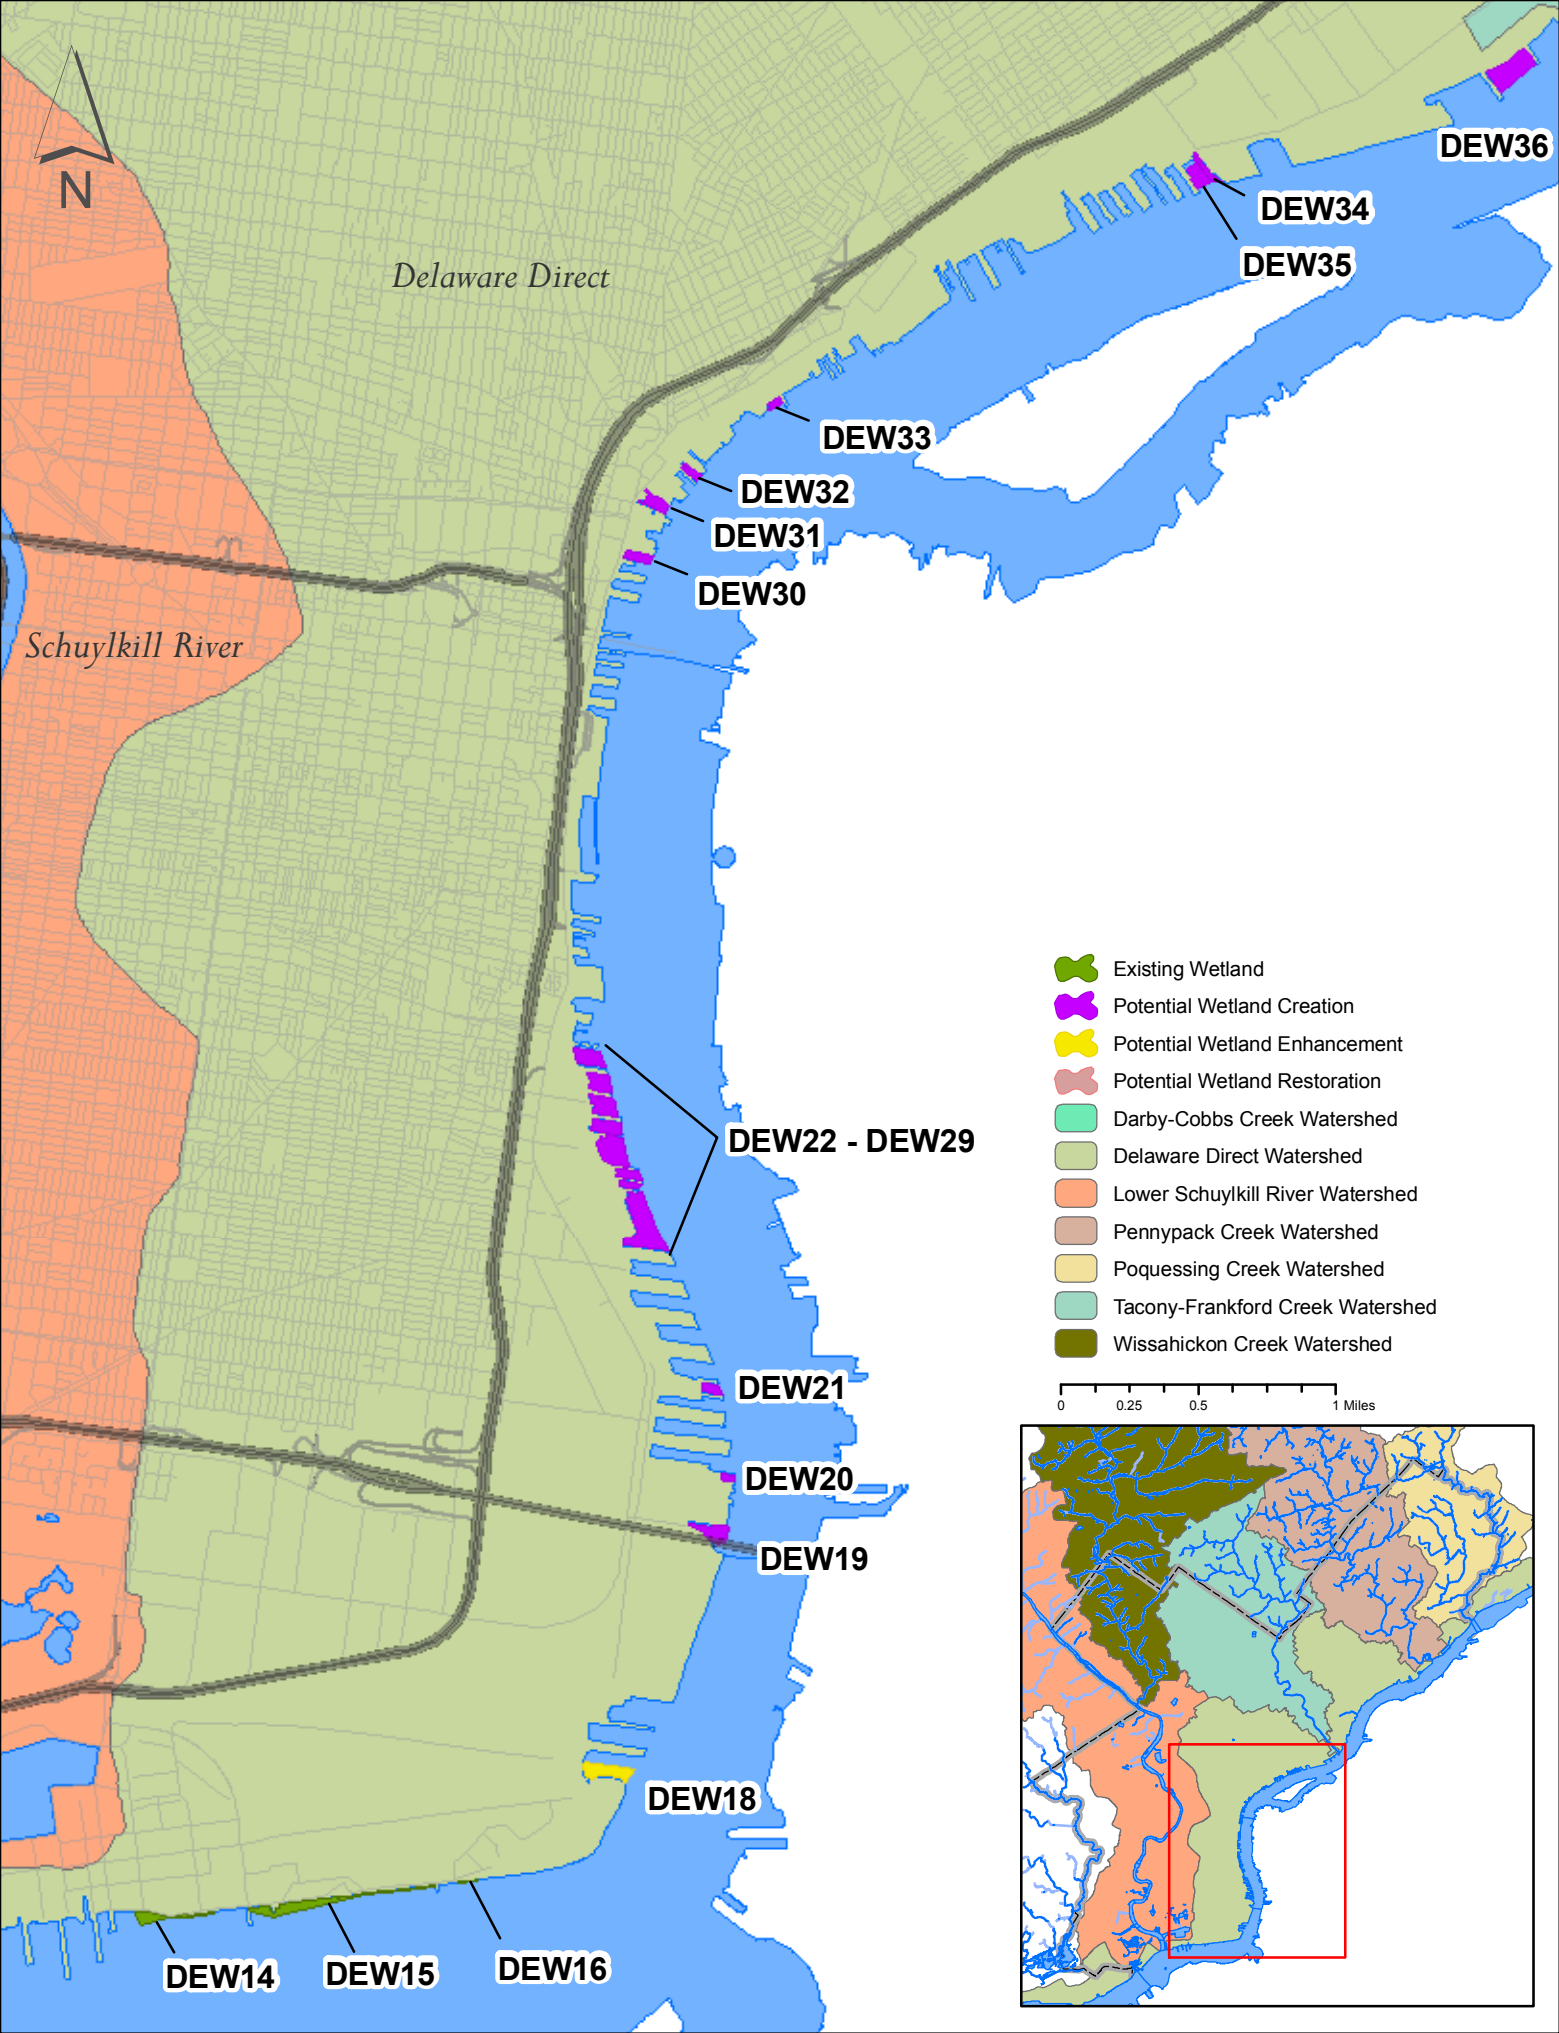 DEW36
N
DEW34
DEW35
Delaware Direct
DEW33
DEW32
DEW31
DEW30
Schuylkill River
Existing Wetland
Potential Wetland Creation
Potential Wetland Enhancement
Potential Wetland Restoration
Darby-Cobbs Creek Watershed
Delaware Direct Watershed
Lower Schuylkill River Watershed
Pennypack Creek Watershed
Poquessing Creek Watershed
Tacony-Frankford Creek Watershed
Wissahickon Creek Watershed
0 0.25 0.5 1 Miles
DEW22 - DEW29
DEW21
DEW20
DEW19
DEW18
DEW14
DEW15
DEW16